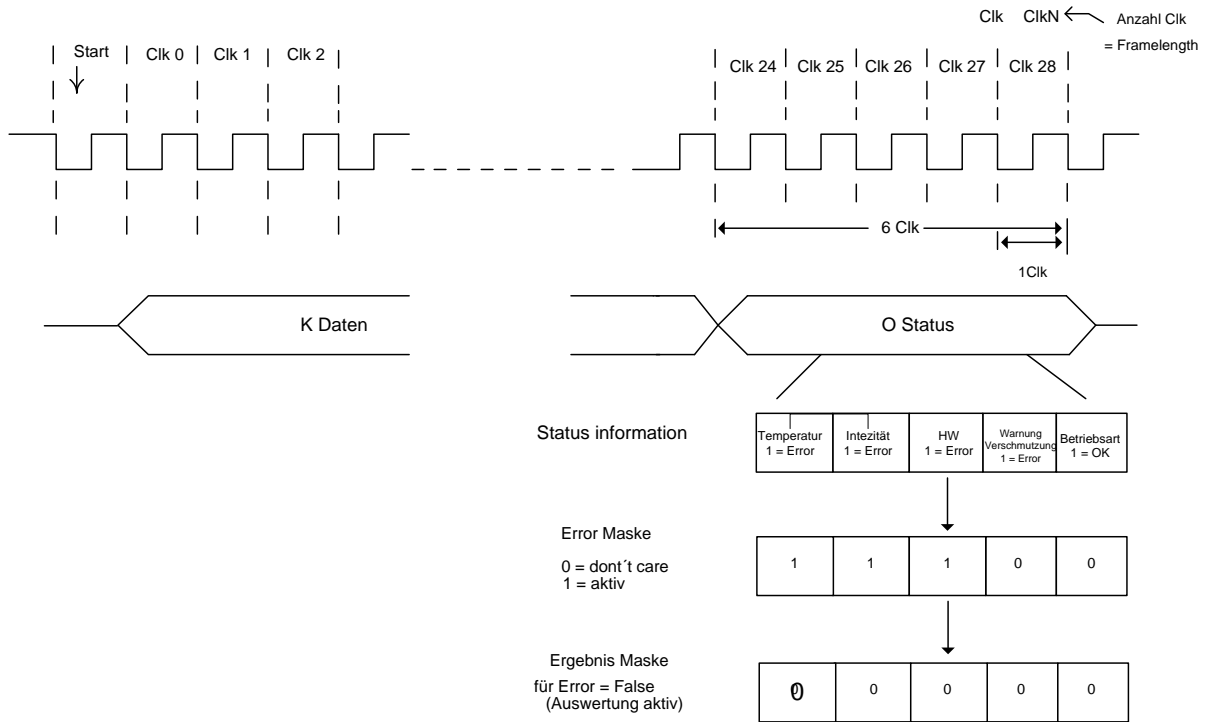 Clk ClkN Anzahl Clk
= Framelength
Start Clk 0 Clk 1 Clk 2
Clk 24 Clk 25 Clk 26 Clk 27 Clk 28
6 Clk
1Clk
K Daten
O Status
Status information
Temperatur
1 = Error
Intezität
1 = Error
HW
1 = Error
Warnung
Verschmutzung
1 = Error
Betriebsart
1 = OK
Error Maske
0 = dont´t care
1 = aktiv
1 1 1 0 0
Ergebnis Maske
für Error = False
(Auswertung aktiv)
0 0 0 0 0